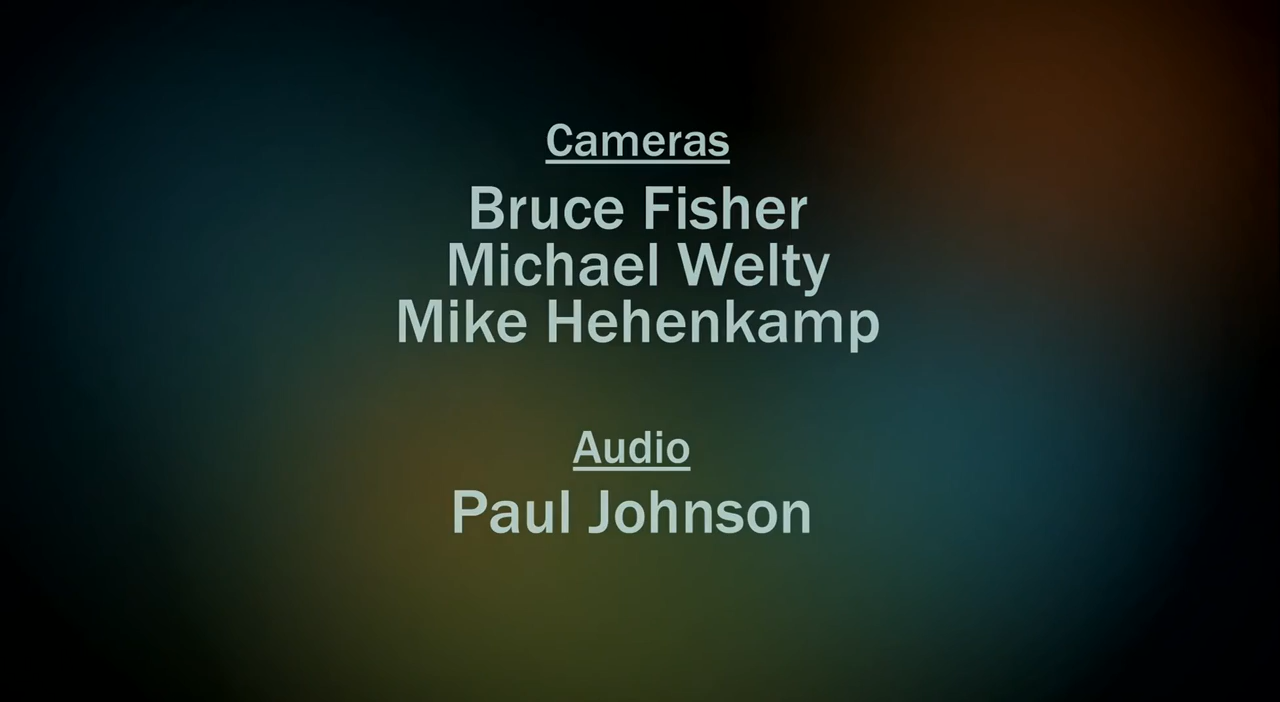 Cameras
Bruce Fisher
Michael Welty
Mike Hehenkamp
Audio
Paul Johnson